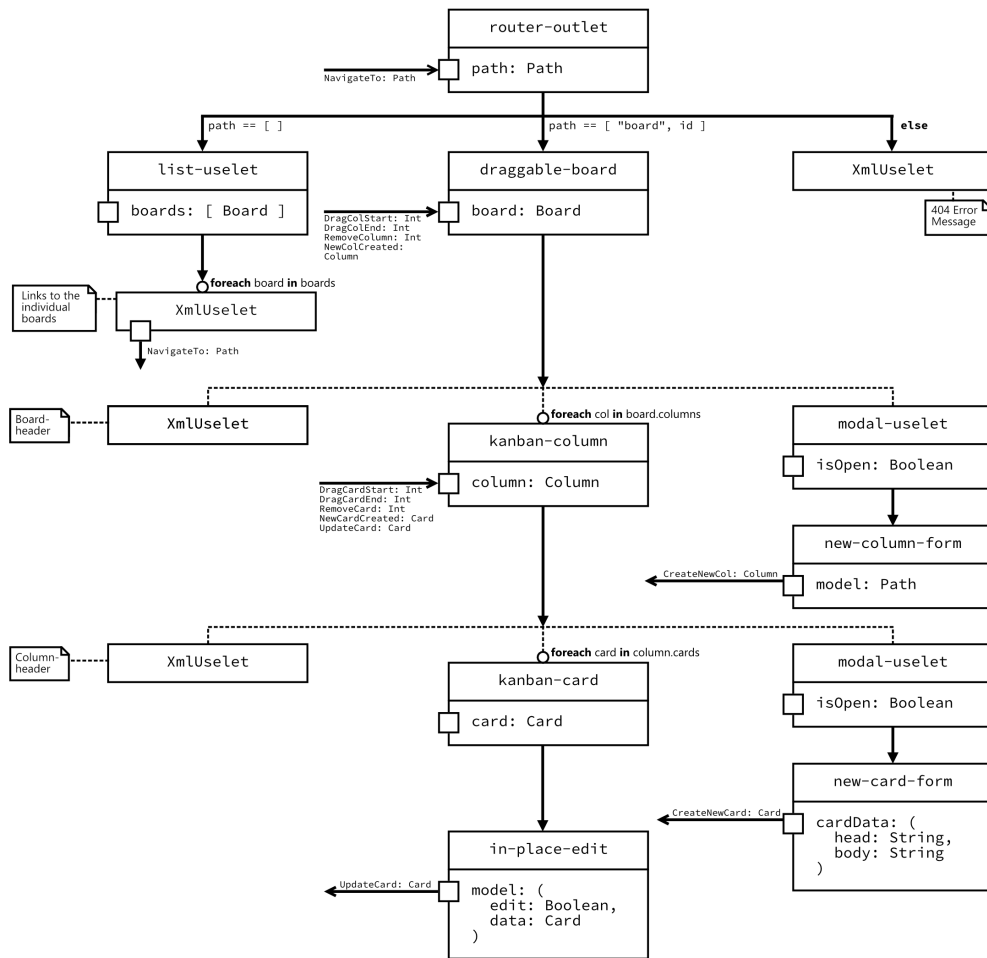 router-outlet
path: Path
NavigateTo: Path
path == [ ]
path == [ "board", id ]
else
list-uselet
draggable-board
XmlUselet
boards: [ Board ]
board: Board
DragColStart: Int
DragColEnd: Int
RemoveColumn: Int
NewColCreated:
Column
404 Error
Message
foreach board in boards
Links to the
individual
boards
XmlUselet
NavigateTo: Path
Board-
header
XmlUselet
foreach col in board.columns
kanban-column
column: Column
DragCardStart: Int
DragCardEnd: Int
RemoveCard: Int
NewCardCreated: Card
UpdateCard: Card
modal-uselet
isOpen: Boolean
new-column-form
CreateNewCol: Column
model: Path
Column-
header
XmlUselet
foreach card in column.cards
kanban-card
card: Card
modal-uselet
isOpen: Boolean
new-card-form
CreateNewCard: Card
cardData: (
head: String,
body: String
)
in-place-edit
UpdateCard: Card
model: (
edit: Boolean,
data: Card
)